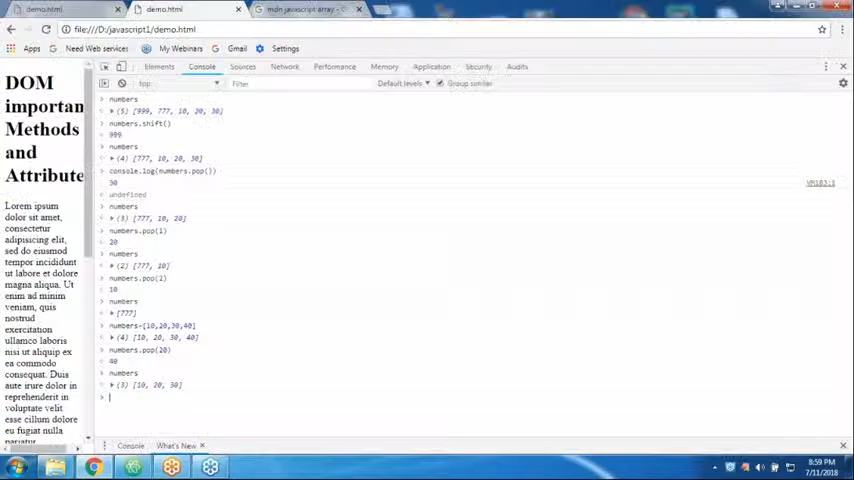 demo.html
demo.html
mdn javascript array -
file:///D:/javascript1/demo.html
Apps
Need Web services
My Webinars
Gmail
Settings
DOM
importan
Methods
and
Attribute
Lorem ipsum
dolor sit amet,
consectetur
adipisicing elit,
sed do eiusmod
tempor incididunt
ut labore et dolore
magna aliqua. Ut
enim ad minim
veniam, quis
nostrud
exercitation
ullamco laboris
nisi ut aliquip ex
ea commodo
consequat. Duis
aute irure dolor in
reprehenderit in
voluptate velit
esse cillum dolore
eu fugiat nulla
pariatur.
Elements
Console
Sources
Network
Performance
Memory
Application
Security
Audits
top
Filter
Default levels
Group similar
numbers
(5) [999, 777, 10, 20, 30]
numbers.shift()
999
numbers
(4) [777, 10, 20, 30]
console.log(numbers.pop())
30
VM183:1
undefined
numbers
(3) [777, 10, 20]
numbers.pop(1)
20
numbers
(2) [777, 10]
numbers.pop(2)
10
numbers
[777]
numbers=[10,20,30,40]
(4) [10, 20, 30, 40]
numbers.pop(20)
40
numbers
(3) [10, 20, 30]
Console
What's New
8:59 PM
7/11/2018